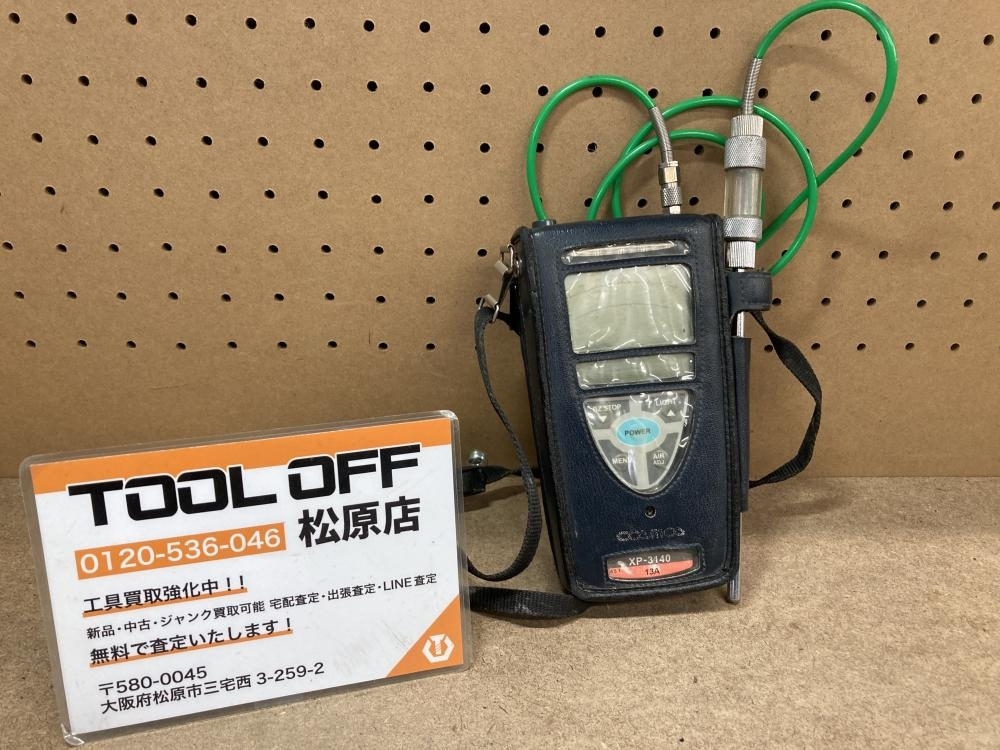 TOOL OFF
0120-536-046 松原店
工具買取強化中!!
新品・中古・ジャンク買取可能 宅配査定・出張査定・LINE査定
無料で査定いたします!
〒580-0045
大阪府松原市三宅西 3-259-2
BZ.STOP
LIGHT
POWER
MENU
AIR
ADJ
COSMOS
XP-3140
13A